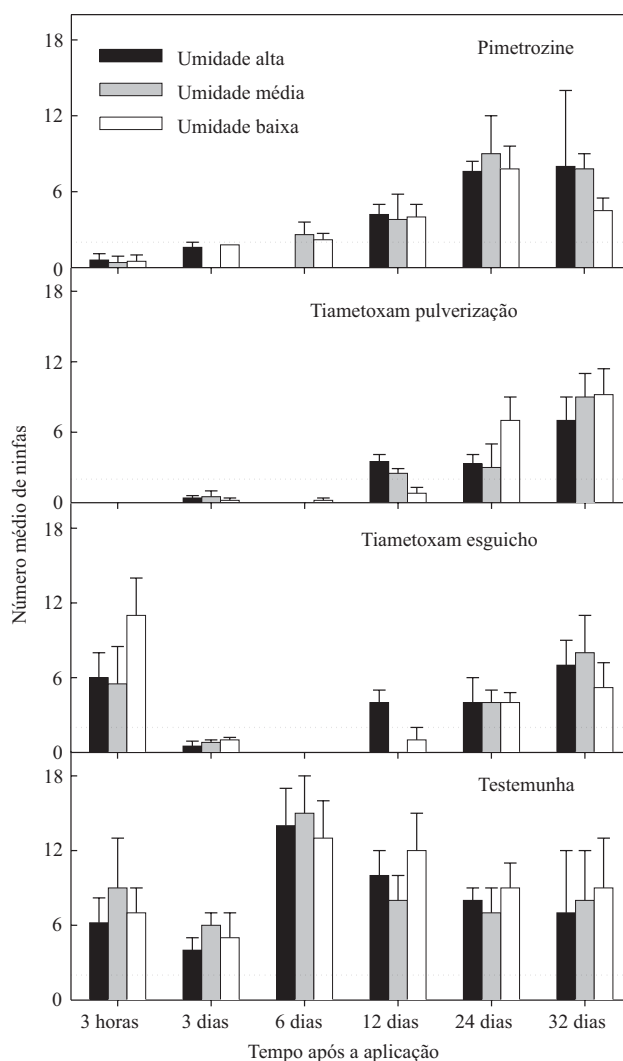 18
12
6
0
Umidade alta
Umidade média
Umidade baixa
Pimetrozine
18
12
6
0
Tiametoxam pulverização
18
12
6
0
Tiametoxam esguicho
18
12
6
0
Testemunha
Número médio de ninfas
3 horas 3 dias 6 dias 12 dias 24 dias 32 dias
Tempo após a aplicação